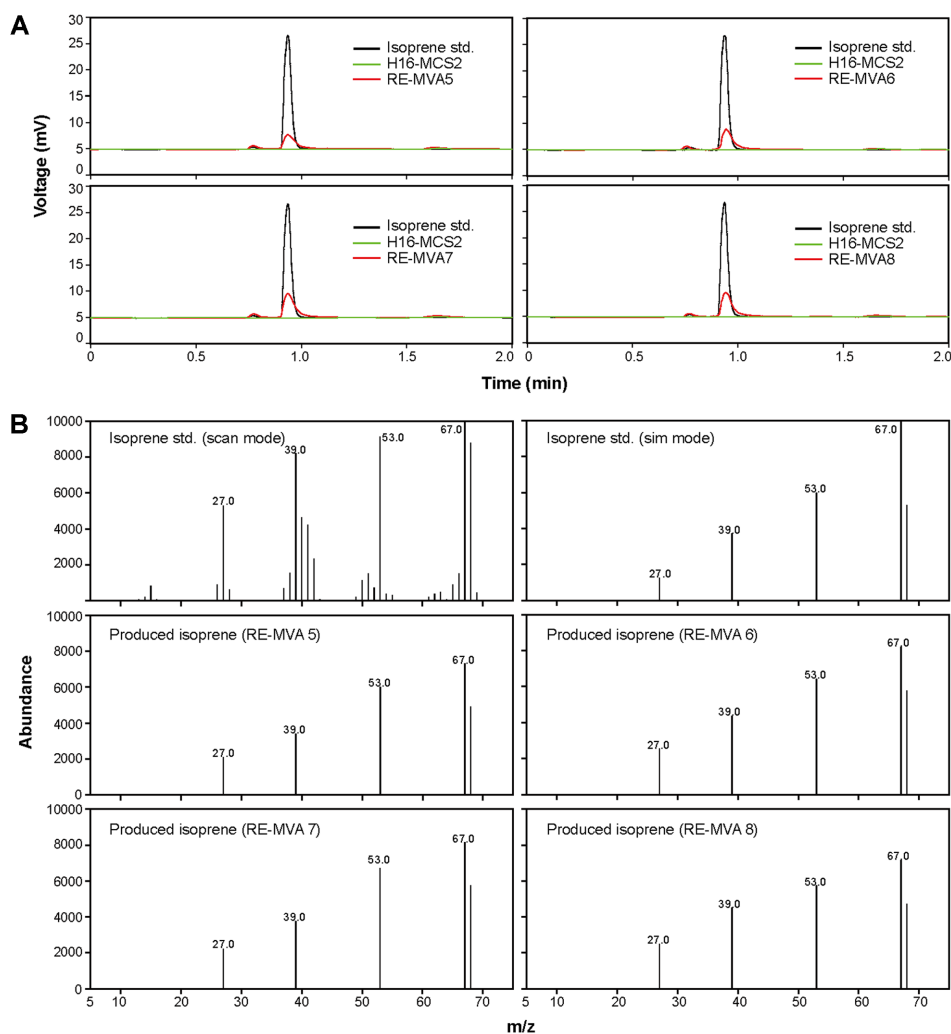 A
Voltage (mV)
30
25
20
15
10
5
0
Isoprene std.
H16-MCS2
RE-MVA5
Isoprene std.
H16-MCS2
RE-MVA6
30
25
20
15
10
5
0
Isoprene std.
H16-MCS2
RE-MVA7
Isoprene std.
H16-MCS2
RE-MVA8
0 0.5 1.0 1.5 2.0
0 0.5 1.0 1.5 2.0
Time (min)
B
Abundance
10000
8000
6000
4000
2000
Isoprene std. (scan mode)
27.0
39.0
53.0
67.0
Isoprene std. (sim mode)
27.0
39.0
53.0
67.0
10000
8000
6000
4000
2000
0
Produced isoprene (RE-MVA 5)
27.0
39.0
53.0
67.0
Produced isoprene (RE-MVA 6)
27.0
39.0
53.0
67.0
10000
8000
6000
4000
2000
0
Produced isoprene (RE-MVA 7)
27.0
39.0
53.0
67.0
Produced isoprene (RE-MVA 8)
27.0
39.0
53.0
67.0
5 10 20 30 40 50 60 70
5 10 20 30 40 50 60 70
m/z